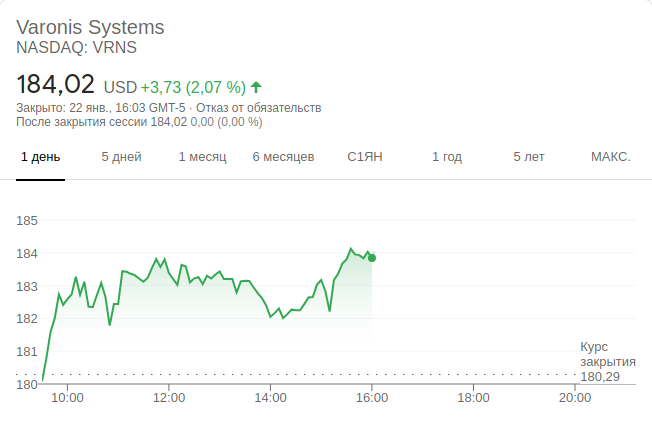 Varonis Systems
NASDAQ: VRNS
184,02 USD +3,73 (2,07 %)
Закрыто: 22 янв., 16:03 GMT-5 · Отказ от обязательств
После закрытия сессии 184,02 0,00 (0,00 %)
1 день 5 дней 1 месяц 6 месяцев С1ЯН 1 год 5 лет МАКС.
185
184
183
182
181
Курс
закрытия
180,29
180
10:00 12:00 14:00 16:00 18:00 20:00